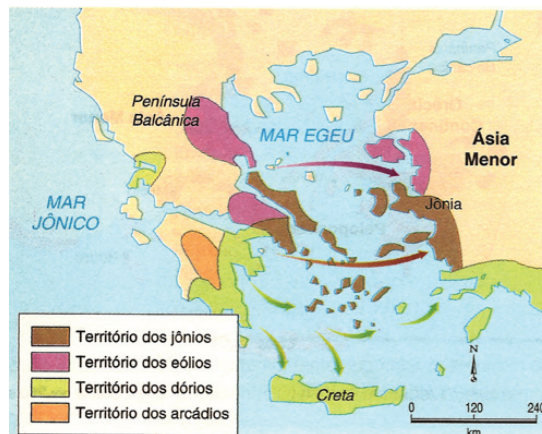 Península
Balcânica
MAR EGEU
Ásia
Menor
MAR
JÔNICO
Jônia
Território dos jônios
Território dos eólios
Território dos dórios
Território dos arcádios
Creta
N
0 120 240
km